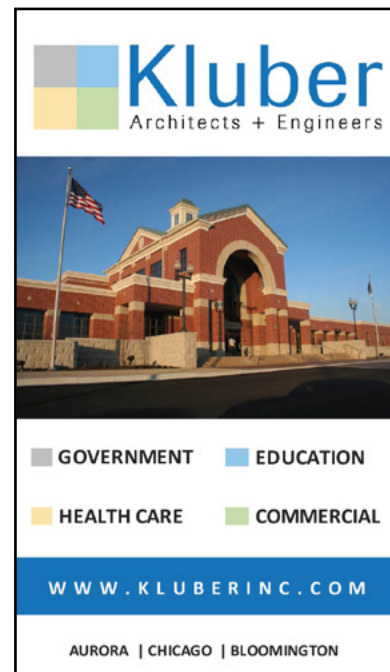 Kluber
Architects + Engineers
GOVERNMENT EDUCATION
HEALTH CARE COMMERCIAL
WWW.KLUBERINC.COM
AURORA | CHICAGO | BLOOMINGTON